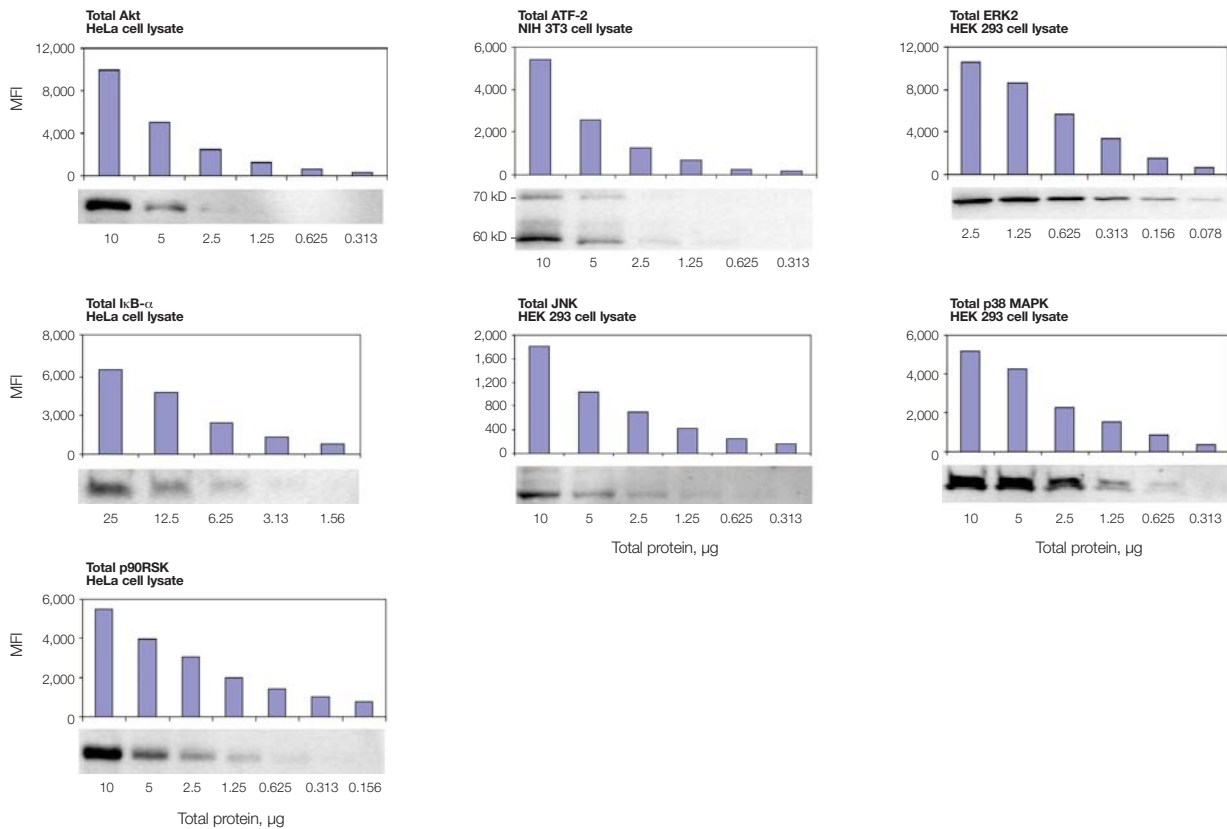 Total Akt
HeLa cell lysate
12,000
8,000
4,000
0
MFI
10 5 2.5 1.25 0.625 0.313
Total ATF-2
NIH 3T3 cell lysate
6,000
4,000
2,000
0
70 kD
60 kD
10 5 2.5 1.25 0.625 0.313
Total ERK2
HEK 293 cell lysate
12,000
8,000
4,000
0
2.5 1.25 0.625 0.313 0.156 0.078
Total IκB-α
HeLa cell lysate
8,000
6,000
3,000
0
MFI
25 12.5 6.25 3.13 1.56
Total JNK
HEK 293 cell lysate
2,000
1,600
1,200
800
400
0
10 5 2.5 1.25 0.625 0.313
Total protein, µg
Total p38 MAPK
HEK 293 cell lysate
6,000
4,000
2,000
0
10 5 2.5 1.25 0.625 0.313
Total protein, µg
Total p90RSK
HeLa cell lysate
6,000
4,000
2,000
0
MFI
10 5 2.5 1.25 0.625 0.313 0.156
Total protein, µg